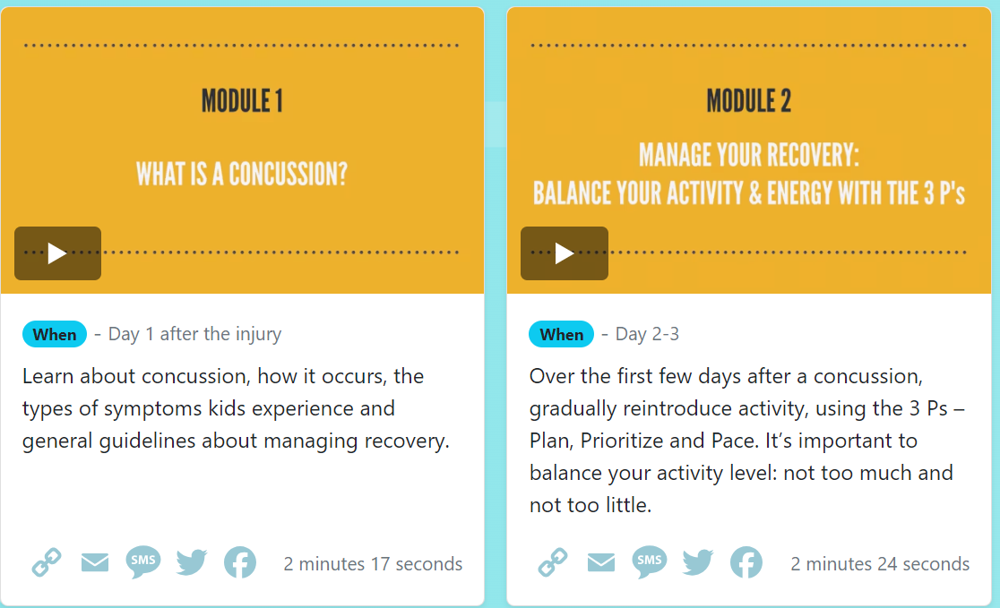 MODULE 1
WHAT IS A CONCUSSION?
When - Day 1 after the injury
Learn about concussion, how it occurs, the
types of symptoms kids experience and
general guidelines about managing recovery.
SMS 2 minutes 17 seconds
MODULE 2
MANAGE YOUR RECOVERY:
BALANCE YOUR ACTIVITY & ENERGY WITH THE 3 P's
When - Day 2-3
Over the first few days after a concussion,
gradually reintroduce activity, using the 3 Ps –
Plan, Prioritize and Pace. It’s important to
balance your activity level: not too much and
not too little.
SMS 2 minutes 24 seconds